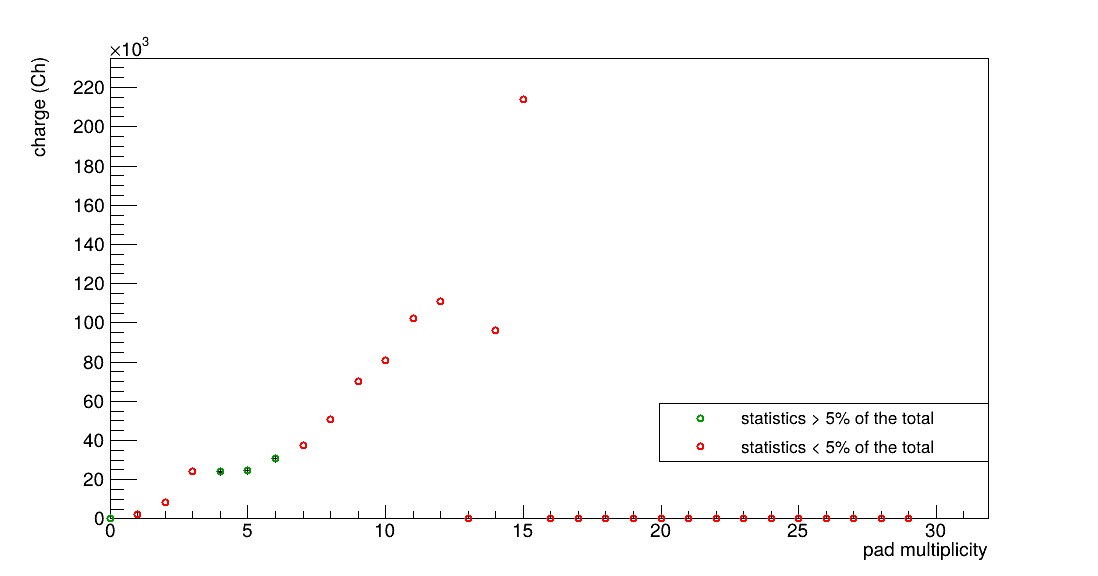 ×10³
charge (Ch)
220
200
180
160
140
120
100
80
60
40
20
0
statistics > 5% of the total
statistics < 5% of the total
0 5 10 15 20 25 30
pad multiplicity